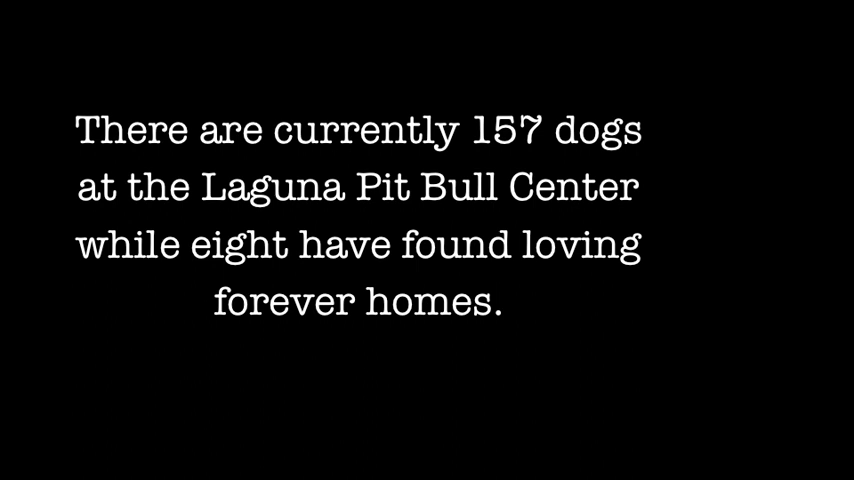 There are currently 157 dogs
at the Laguna Pit Bull Center
while eight have found loving
forever homes.